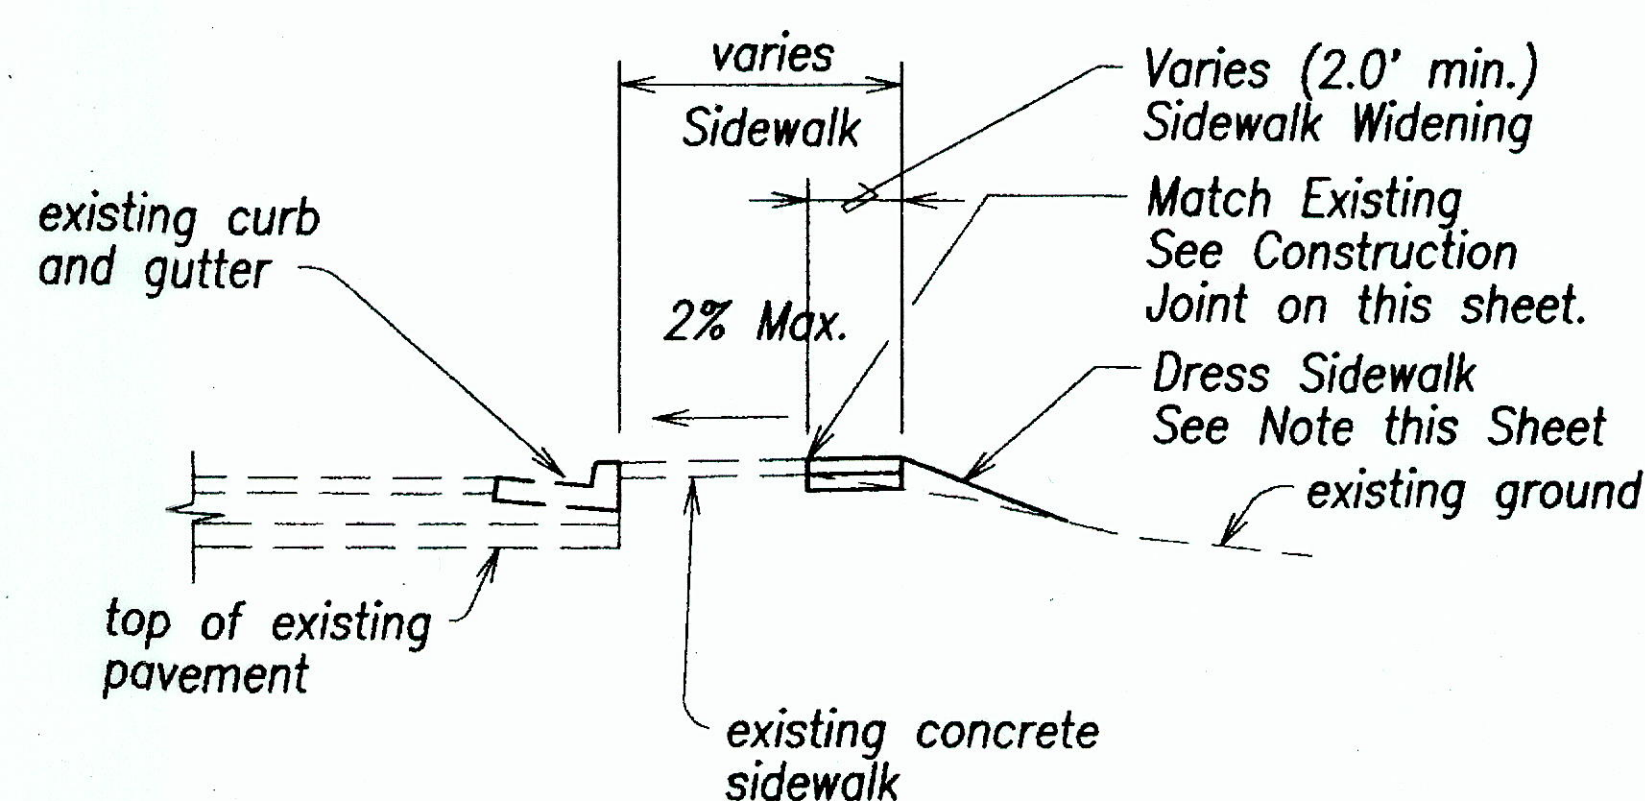 varies
Sidewalk
Varies (2.0' min.)
Sidewalk Widening
existing curb
and gutter
Match Existing
See Construction
Joint on this sheet.
2% Max.
Dress Sidewalk
See Note this Sheet
existing ground
top of existing
pavement
existing concrete
sidewalk